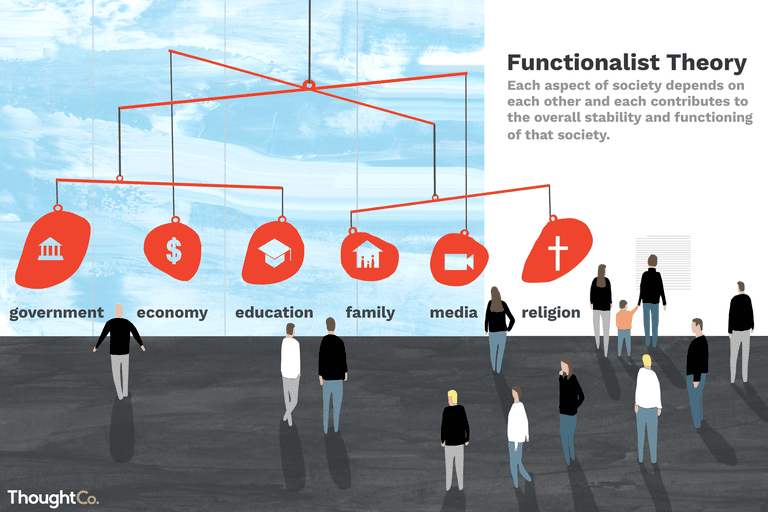 Functionalist Theory
Each aspect of society depends on
each other and each contributes to
the overall stability and functioning
of that society.
$
government economy education family media religion
ThoughtCo.